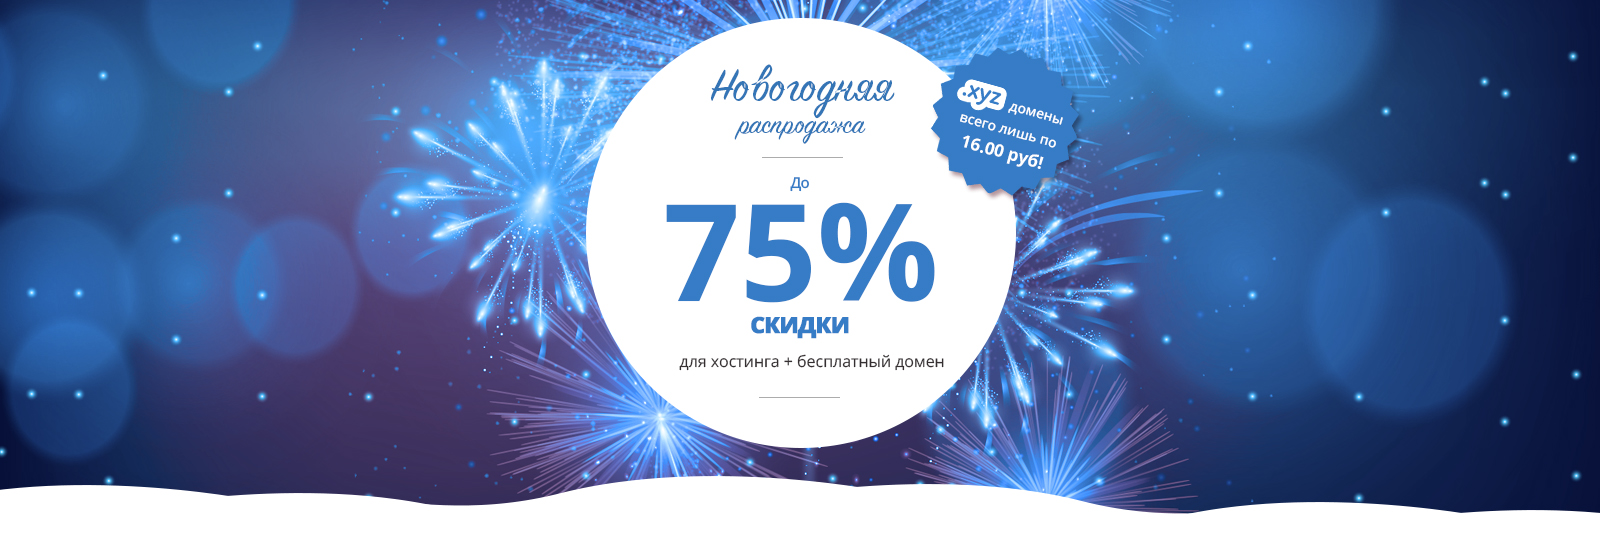 Новогодняя
распродажа
До
75%
скидки
для хостинга + бесплатный домен
.xyz домены
всего лишь по
16.00 руб!